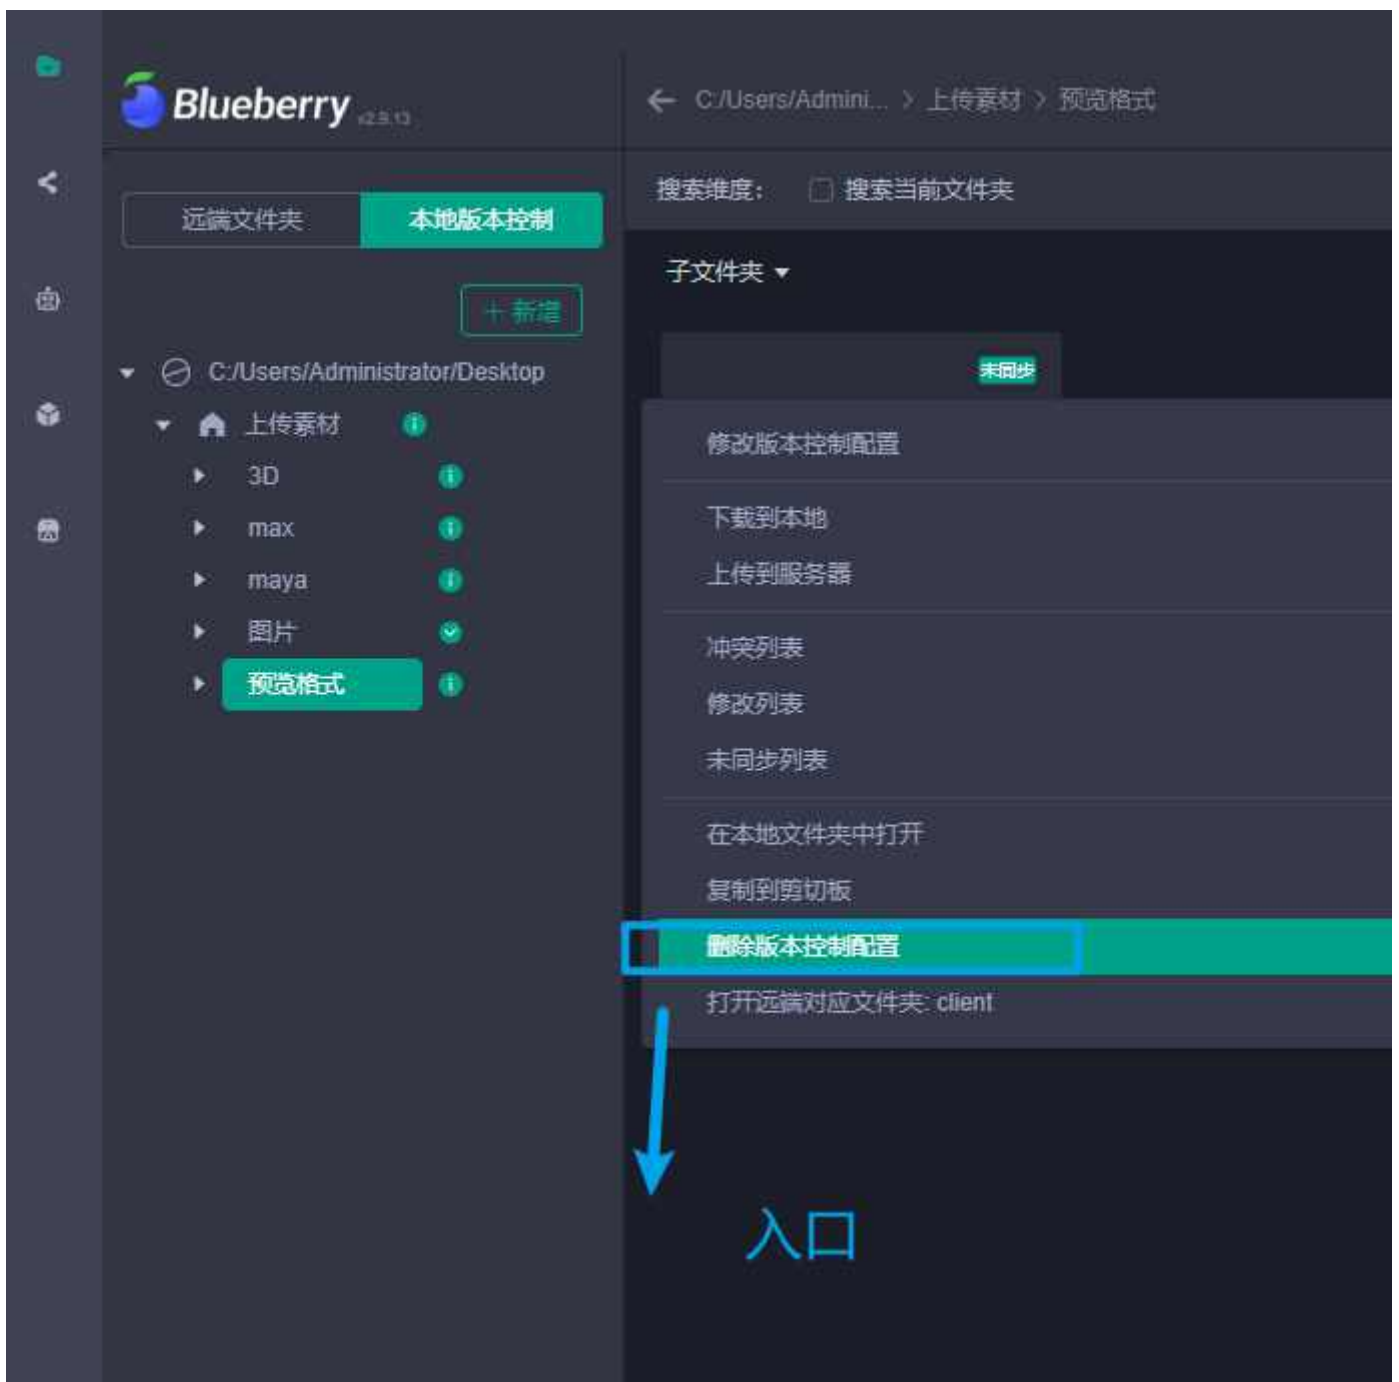 Blueberry v2.9.13
← C:/Users/Admini... > 上传素材 > 预览格式
远端文件夹
本地版本控制
搜索维度：
搜索当前文件夹
子文件夹
+ 新增
未同步
C:/Users/Administrator/Desktop
上传素材
3D
max
maya
图片
预览格式
修改版本控制配置
下载到本地
上传到服务器
冲突列表
修改列表
未同步列表
在本地文件夹中打开
复制到剪切板
删除版本控制配置
打开远端对应文件夹: client
入口